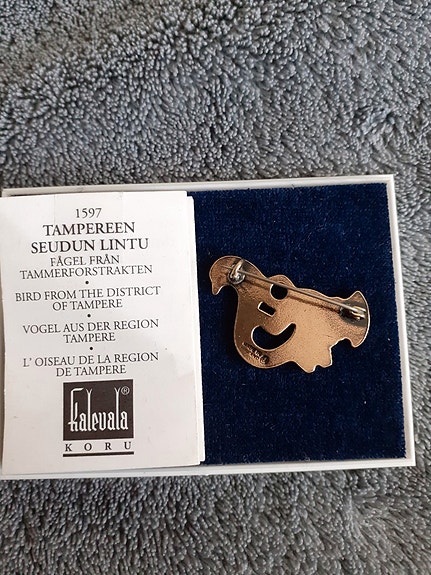 1597
TAMPEREEN
SEUDUN LINTU
FÅGEL FRÅN
TAMMERFORSTRAKTEN
•
BIRD FROM THE DISTRICT
OF TAMPERE
•
VOGEL AUS DER REGION
TAMPERE
•
L' OISEAU DE LA REGION
DE TAMPERE
Kalevala®
KORU